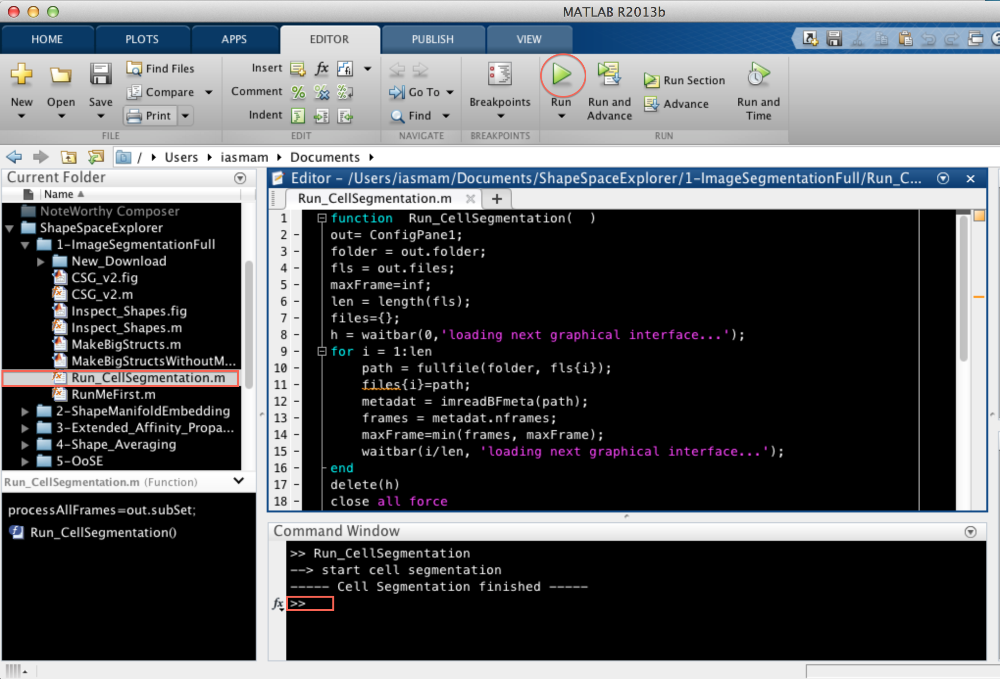 MATLAB R2013b
HOME PLOTS APPS EDITOR PUBLISH VIEW
New Open Save Find Files Compare Print
FILE
Insert fx fi
Comment
Indent
EDIT
Go To
Find
NAVIGATE
Breakpoints
BREAKPOINTS
Run Run and Advance Run Section Advance Run and Time
RUN
/ Users iasmam Documents
Current Folder
Name
NoteWorthy Composer
ShapeSpaceExplorer
1-ImageSegmentationFull
New_Download
CSG_v2.fig
CSG_v2.m
Inspect_Shapes.fig
Inspect_Shapes.m
MakeBigStructs.m
MakeBigStructsWithoutM...
Run_CellSegmentation.m
RunMeFirst.m
2-ShapeManifoldEmbedding
3-Extended_Affinity_Propa...
4-Shape_Averaging
5-OoSE
Run_CellSegmentation.m (Function)
processAllFrames=out.subSet;
Run_CellSegmentation()
Editor - /Users/iasmam/Documents/ShapeSpaceExplorer/1-ImageSegmentationFull/Run_C...
Run_CellSegmentation.m
1 function Run_CellSegmentation( )
2 - out= ConfigPane1;
3 - folder = out.folder;
4 - fls = out.files;
5 - maxFrame=inf;
6 - len = length(fls);
7 - files={};
8 - h = waitbar(0,'loading next graphical interface...');
9 - for i = 1:len
10 - path = fullfile(folder, fls{i});
11 - files{i}=path;
12 - metadat = imreadBFmeta(path);
13 - frames = metadat.nframes;
14 - maxFrame=min(frames, maxFrame);
15 - waitbar(i/len, 'loading next graphical interface...');
16 - end
17 - delete(h)
18 - close all force
Command Window
>> Run_CellSegmentation
--> start cell segmentation
----- Cell Segmentation finished -----
fx >>